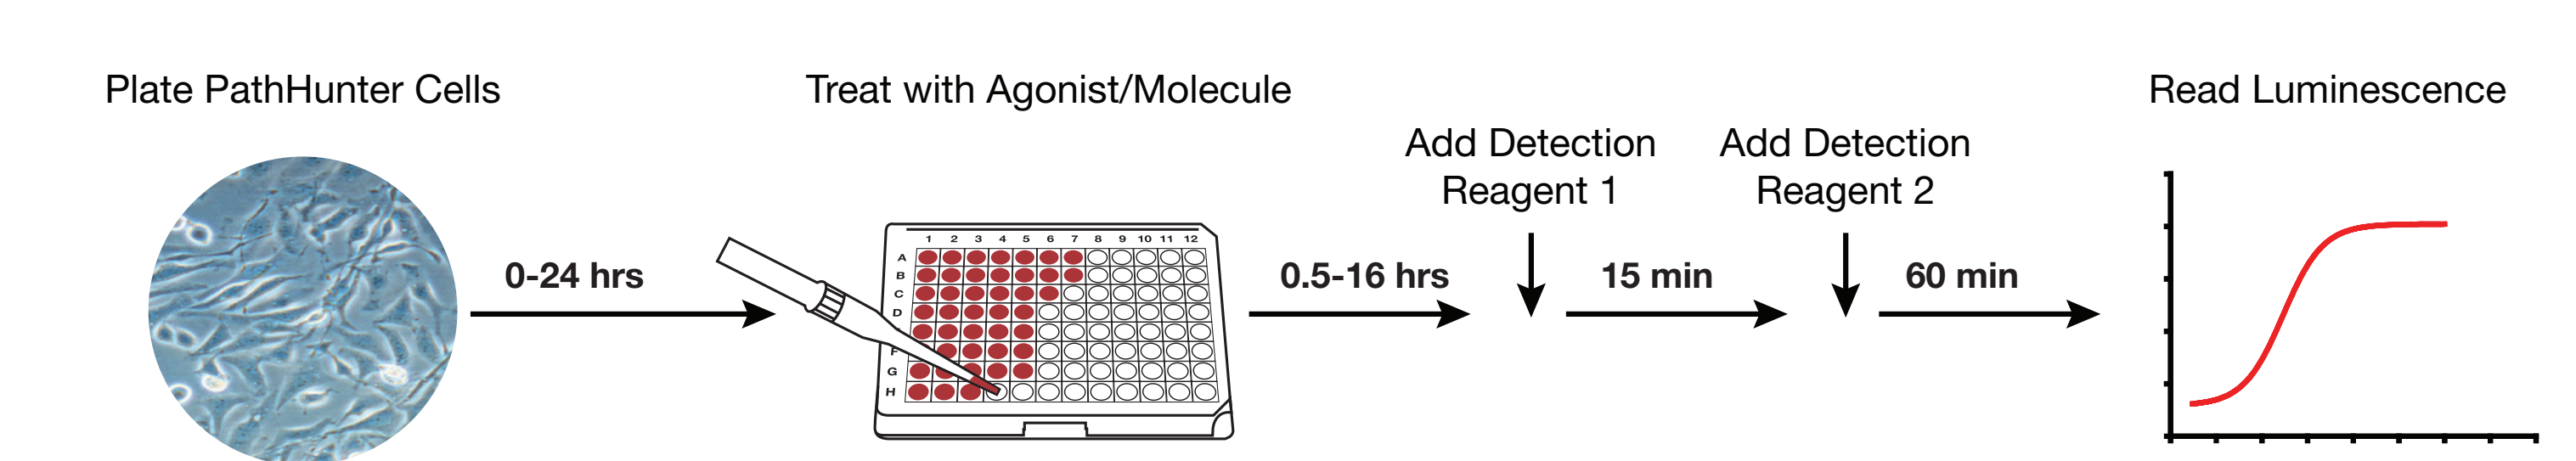 Plate PathHunter Cells
0-24 hrs
Treat with Agonist/Molecule
1 2 3 4 5 6 7 8 9 10 11 12
A
B
C
D
F
G
H
0.5-16 hrs
Add Detection
Reagent 1
15 min
Add Detection
Reagent 2
60 min
Read Luminescence